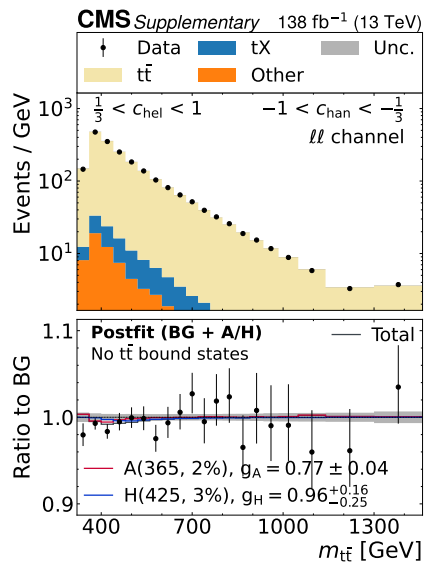 CMS Supplementary 138 fb⁻¹ (13 TeV)
Data tX Unc.
tt̄ Other
1/3 < c_hel < 1 −1 < c_han < −1/3
ℓℓ channel
Events / GeV
10³
10²
10¹
Postfit (BG + A/H) Total
No tt̄ bound states
Ratio to BG
1.1
1.0
0.9
A(365, 2%), g_A = 0.77 ± 0.04
H(425, 3%), g_H = 0.96 +0.16 −0.25
400 700 1000 1300
m_tt̄ [GeV]